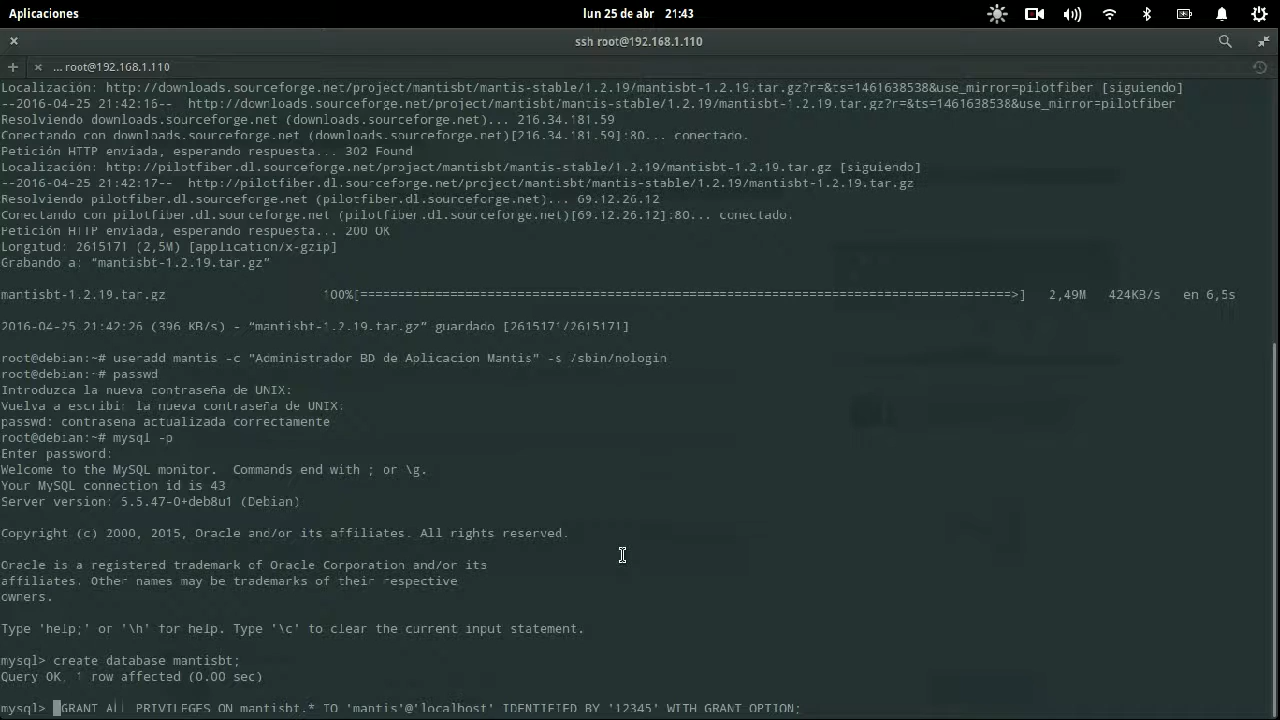 Aplicaciones
lun 25 de abr 21:43
ssh root@192.168.1.110
... root@192.168.1.110
Localización: http://downloads.sourceforge.net/project/mantisbt/mantis-stable/1.2.19/mantisbt-1.2.19.tar.gz?r=&ts=1461638538&use_mirror=pilotfiber [siguiendo]
--2016-04-25 21:42:16-- http://downloads.sourceforge.net/project/mantisbt/mantis-stable/1.2.19/mantisbt-1.2.19.tar.gz?r=&ts=1461638538&use_mirror=pilotfiber
Resolviendo downloads.sourceforge.net (downloads.sourceforge.net)... 216.34.181.59
Conectando con downloads.sourceforge.net (downloads.sourceforge.net)[216.34.181.59]:80... conectado.
Petición HTTP enviada, esperando respuesta... 302 Found
Localización: http://pilotfiber.dl.sourceforge.net/project/mantisbt/mantis-stable/1.2.19/mantisbt-1.2.19.tar.gz [siguiendo]
--2016-04-25 21:42:17-- http://pilotfiber.dl.sourceforge.net/project/mantisbt/mantis-stable/1.2.19/mantisbt-1.2.19.tar.gz
Resolviendo pilotfiber.dl.sourceforge.net (pilotfiber.dl.sourceforge.net)... 69.12.26.12
Conectando con pilotfiber.dl.sourceforge.net (pilotfiber.dl.sourceforge.net)[69.12.26.12]:80... conectado.
Petición HTTP enviada, esperando respuesta... 200 OK
Longitud: 2615171 (2,5M) [application/x-gzip]
Grabando a: “mantisbt-1.2.19.tar.gz”
mantisbt-1.2.19.tar.gz 100%[=====================================================================================>] 2,49M 424KB/s en 6,5s
2016-04-25 21:42:26 (396 KB/s) - “mantisbt-1.2.19.tar.gz” guardado [2615171/2615171]
root@debian:~# useradd mantis -c "Administrador BD de Aplicacion Mantis" -s /sbin/nologin
root@debian:~# passwd
Introduzca la nueva contraseña de UNIX:
Vuelva a escribir la nueva contraseña de UNIX:
passwd: contraseña actualizada correctamente
root@debian:~# mysql -p
Enter password:
Welcome to the MySQL monitor. Commands end with ; or \g.
Your MySQL connection id is 43
Server version: 5.5.47-0+deb8u1 (Debian)
Copyright (c) 2000, 2015, Oracle and/or its affiliates. All rights reserved.
Oracle is a registered trademark of Oracle Corporation and/or its
affiliates. Other names may be trademarks of their respective
owners.
Type 'help;' or '\h' for help. Type '\c' to clear the current input statement.
mysql> create database mantisbt;
Query OK, 1 row affected (0.00 sec)
mysql> GRANT All PRIVILEGES ON mantisbt.* TO 'mantis'@'localhost' IDENTIFIED BY '12345' WITH GRANT OPTION;